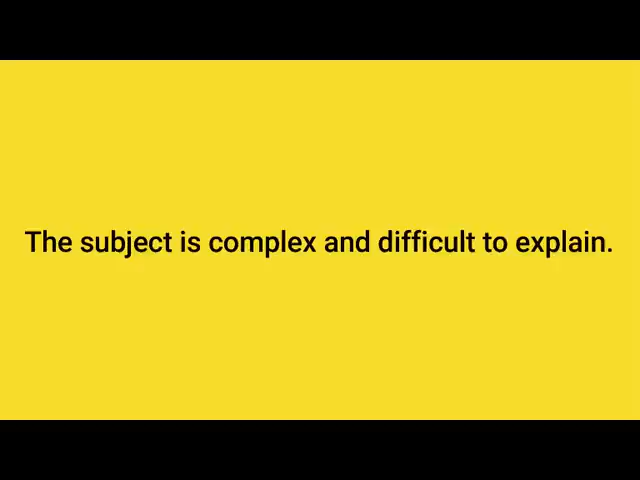 The subject is complex and difficult to explain.